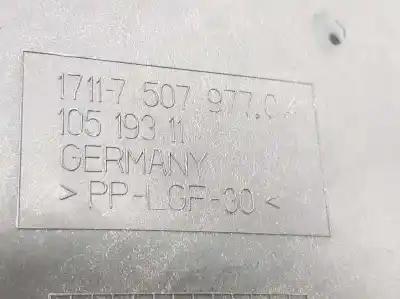 1711-7 507 977.0
105 193 11
GERMANY
>PP-LGF-30<